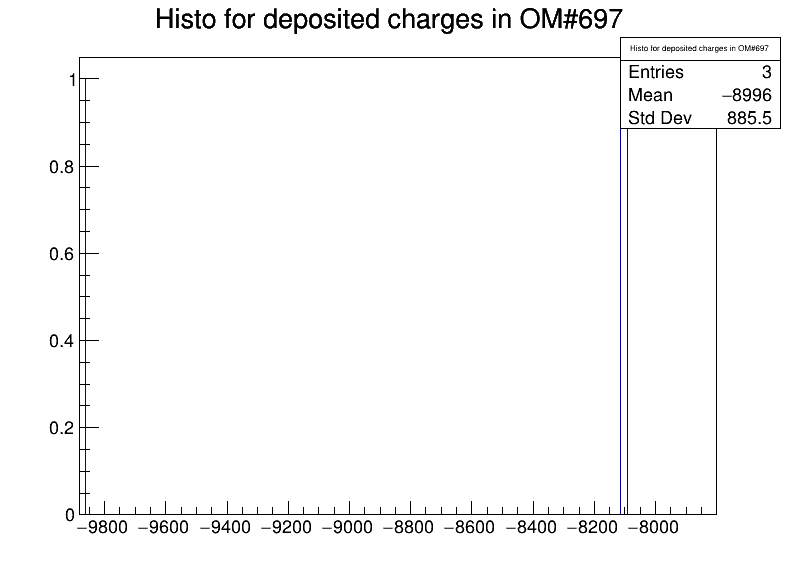 Histo for deposited charges in OM#697
Histo for deposited charges in OM#697
Entries 3
Mean −8996
Std Dev 885.5
1
0.8
0.6
0.4
0.2
0
−9800 −9600 −9400 −9200 −9000 −8800 −8600 −8400 −8200 −8000